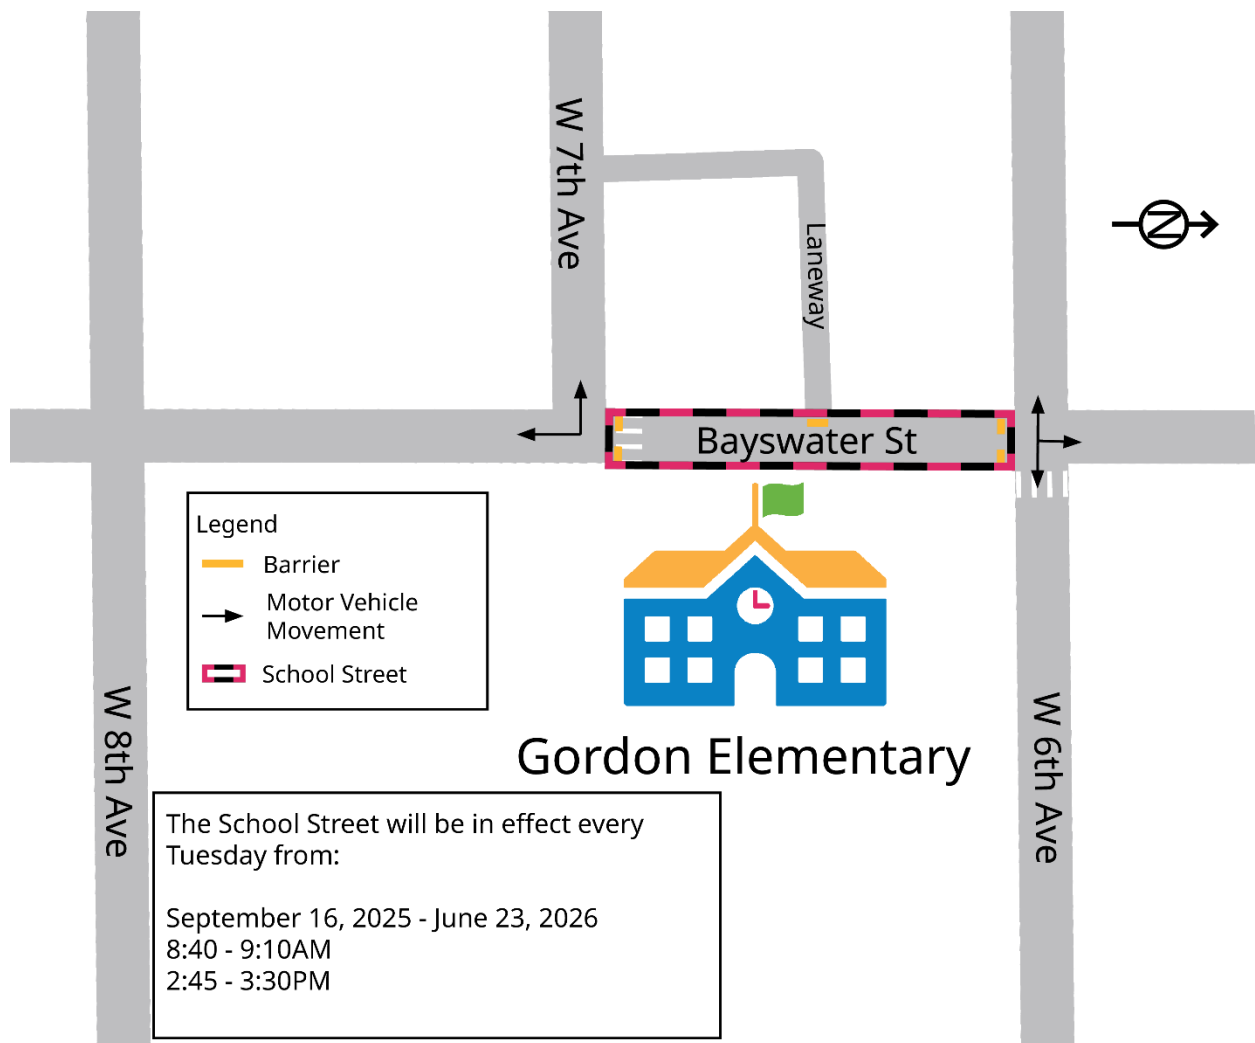 W 7th Ave
Laneway
N
Bayswater St
Legend
Barrier
Motor Vehicle
Movement
School Street
Gordon Elementary
W 8th Ave
W 6th Ave
The School Street will be in effect every
Tuesday from:
September 16, 2025 - June 23, 2026
8:40 - 9:10AM
2:45 - 3:30PM